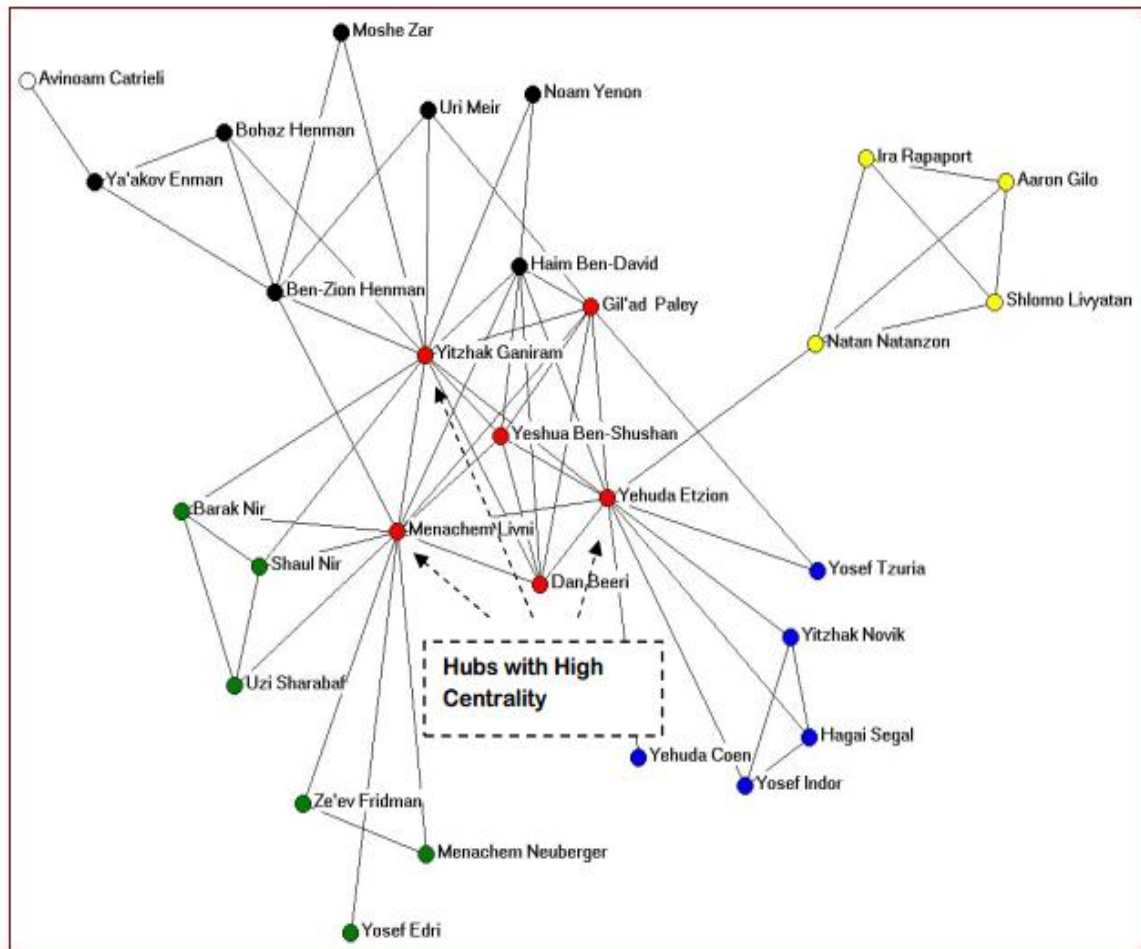 Moshe Zar
Avinoam Catrieli
Noam Yenon
Uri Meir
Bohaz Henman
Ira Rapaport
Ya'akov Enman
Aaron Gilo
Haim Ben-David
Ben-Zion Henman
Gil'ad Paley
Shlomo Livyatan
Natan Natanzon
Yitzhak Ganiram
Yeshua Ben-Shushan
Yehuda Etzion
Barak Nir
Menachem Livni
Shaul Nir
Yosef Tzuria
Dan Beeri
Yitzhak Novik
Hubs with High
Centrality
Uzi Sharabaf
Hagai Segal
Yehuda Coen
Yosef Indor
Ze'ev Fridman
Menachem Neuberger
Yosef Edri